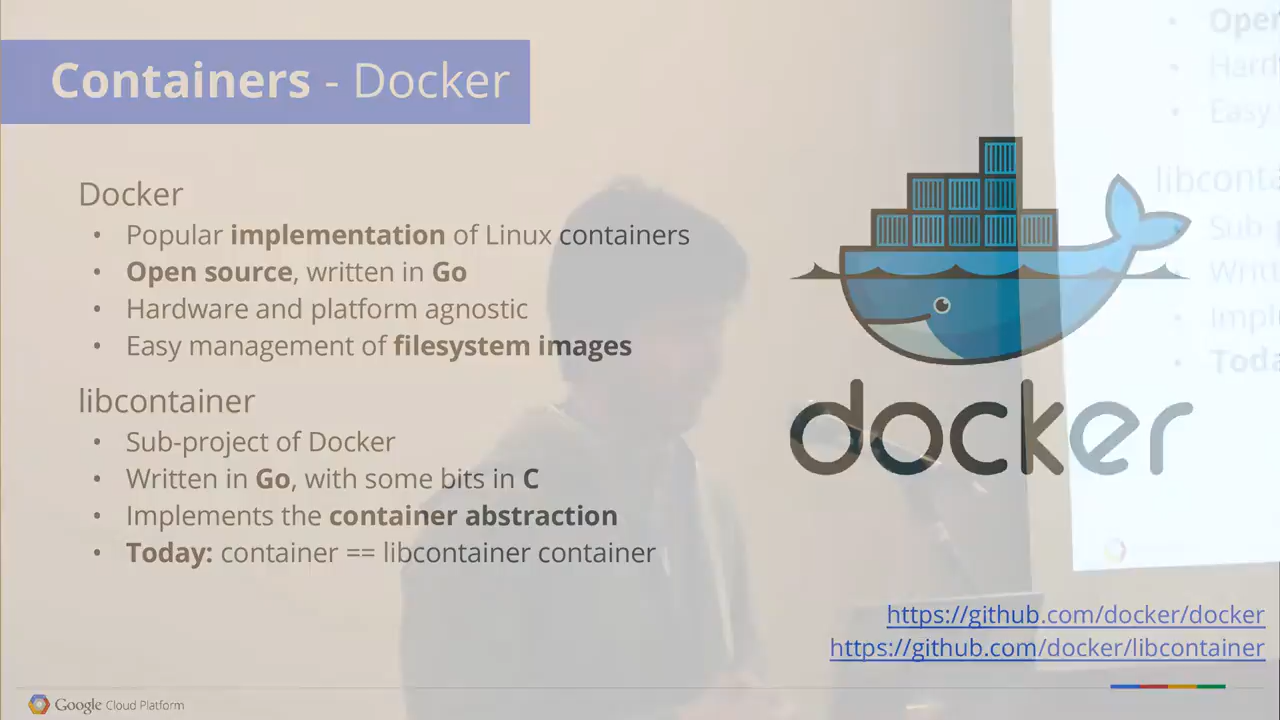 Containers - Docker
Docker
• Popular implementation of Linux containers
• Open source, written in Go
• Hardware and platform agnostic
• Easy management of filesystem images
libcontainer
• Sub-project of Docker
• Written in Go, with some bits in C
• Implements the container abstraction
• Today: container == libcontainer container
docker
https://github.com/docker/docker
https://github.com/docker/libcontainer
Google Cloud Platform
Easy